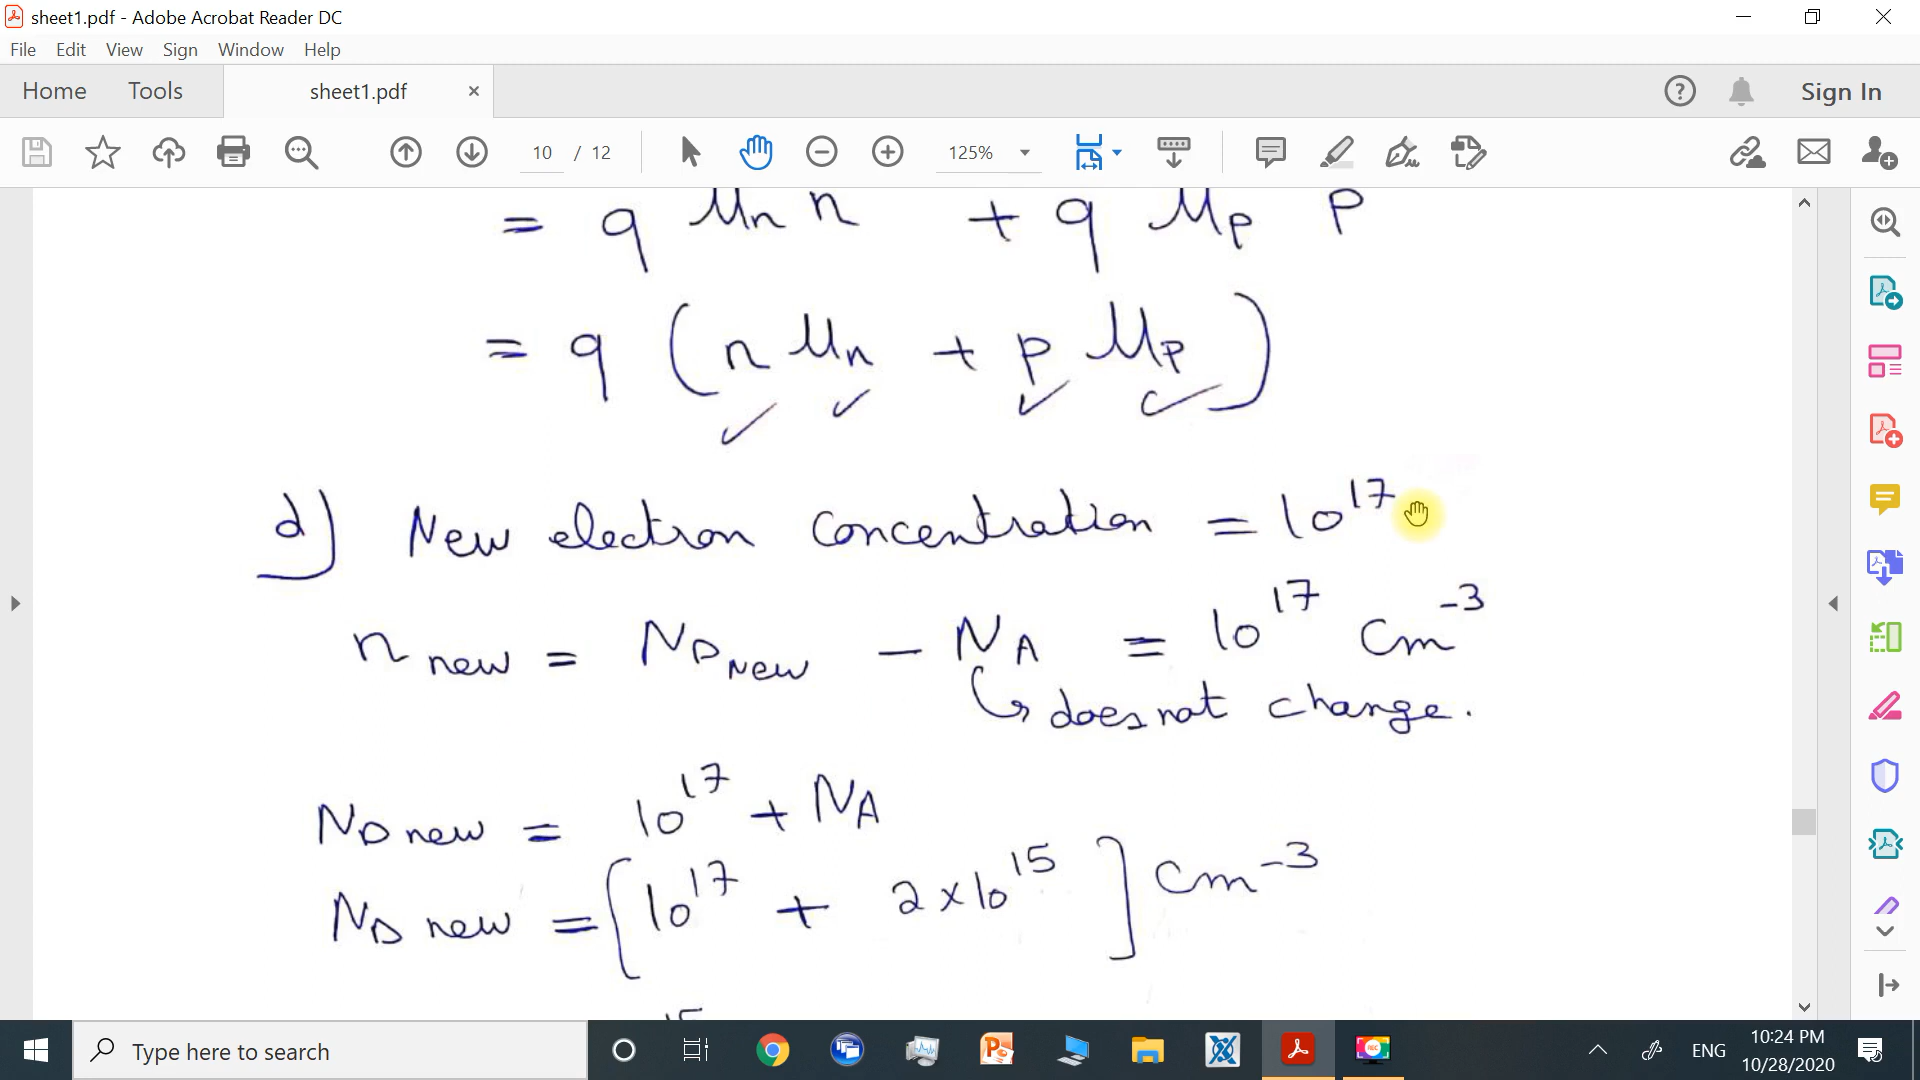 sheet1.pdf - Adobe Acrobat Reader DC
File Edit View Sign Window Help
Home Tools sheet1.pdf × Sign In
10 / 12 125%
= q μn n + q μp p
= q (n μn + p μp)
d) New electron concentration = 10^17
n new = ND New - NA = 10^17 cm^-3
does not change.
ND new = 10^17 + NA
ND new = [10^17 + 2×10^15] cm^-3
15
Type here to search
ENG
10:24 PM
10/28/2020